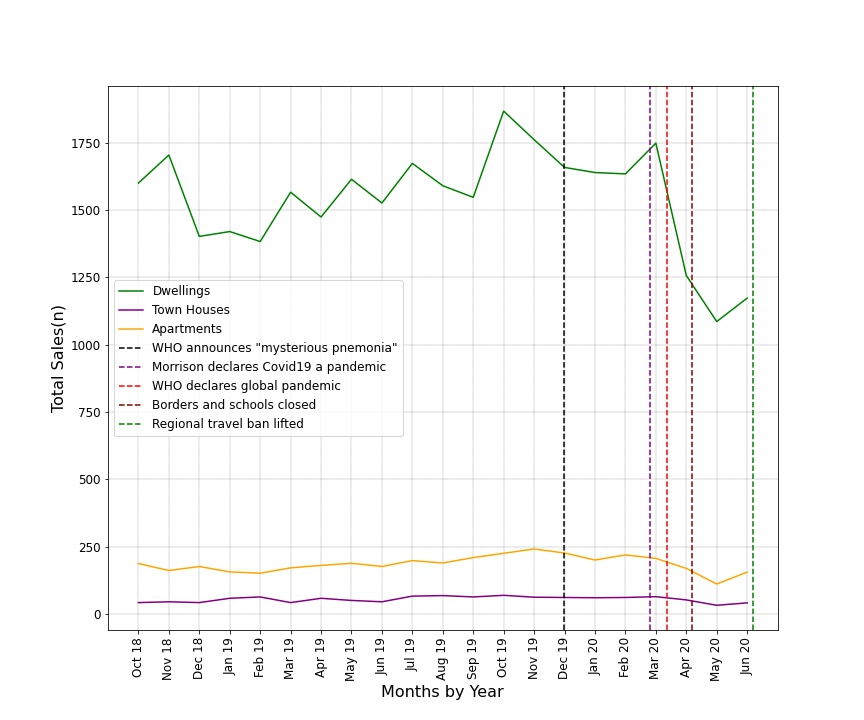 1750
1500
1250
1000
750
500
250
0
Total Sales(n)
Dwellings
Town Houses
Apartments
WHO announces "mysterious pnemonia"
Morrison declares Covid19 a pandemic
WHO declares global pandemic
Borders and schools closed
Regional travel ban lifted
Oct 18
Nov 18
Dec 18
Jan 19
Feb 19
Mar 19
Apr 19
May 19
Jun 19
Jul 19
Aug 19
Sep 19
Oct 19
Nov 19
Dec 19
Jan 20
Feb 20
Mar 20
Apr 20
May 20
Jun 20
Months by Year